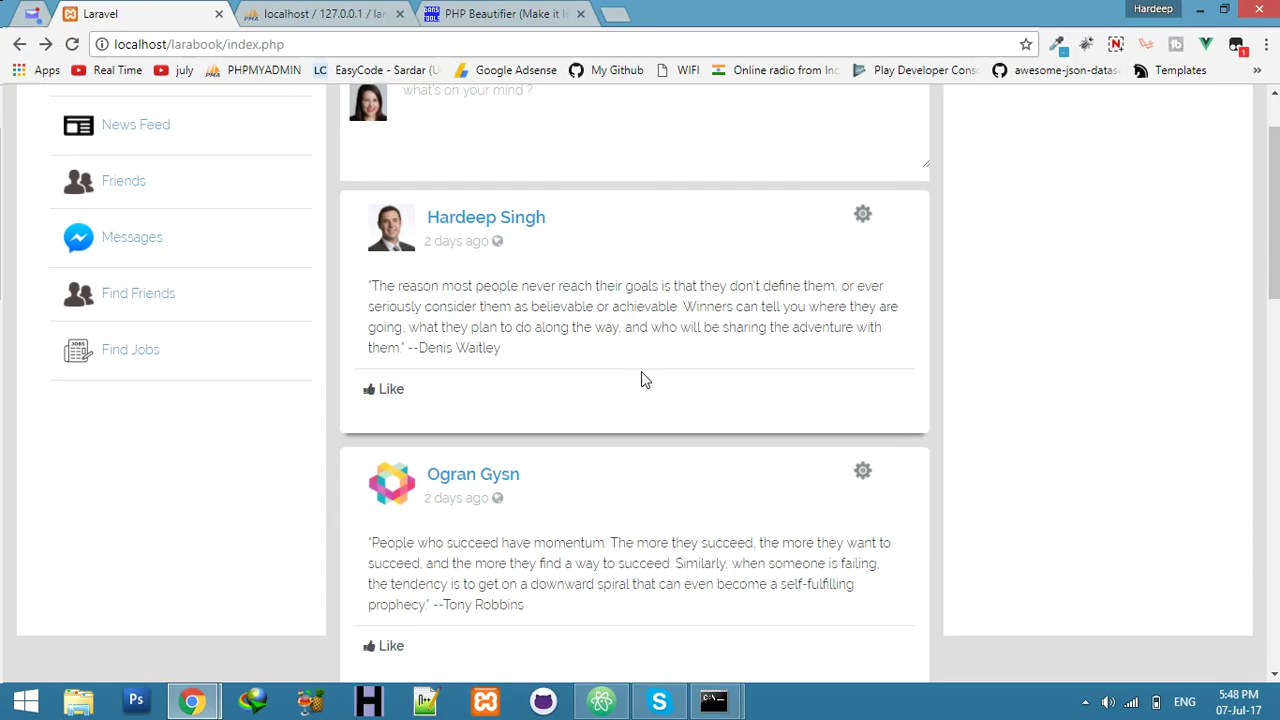 Hardeep
Laravel
localhost / 127.0.0.1 / lar
PHP Beautifier (Make it lo
localhost/larabook/index.php
Apps
Real Time
july
PHPMYADMIN
LC
EasyCode - Sardar (U
Google Adsense
My Github
WIFI
Online radio from Inc
Play Developer Cons
awesome-json-datas
Templates
»
1
News Feed
Friends
Messages
Find Friends
JOBS
Find Jobs
what's on your mind ?
Hardeep Singh
2 days ago
"The reason most people never reach their goals is that they don't define them, or ever
seriously consider them as believable or achievable. Winners can tell you where they are
going, what they plan to do along the way, and who will be sharing the adventure with
them." --Denis Waitley
Like
Ogran Gysn
2 days ago
"People who succeed have momentum. The more they succeed, the more they want to
succeed, and the more they find a way to succeed. Similarly, when someone is failing,
the tendency is to get on a downward spiral that can even become a self-fulfilling
prophecy." --Tony Robbins
Like
Ps
ENG
5:48 PM
07-Jul-17